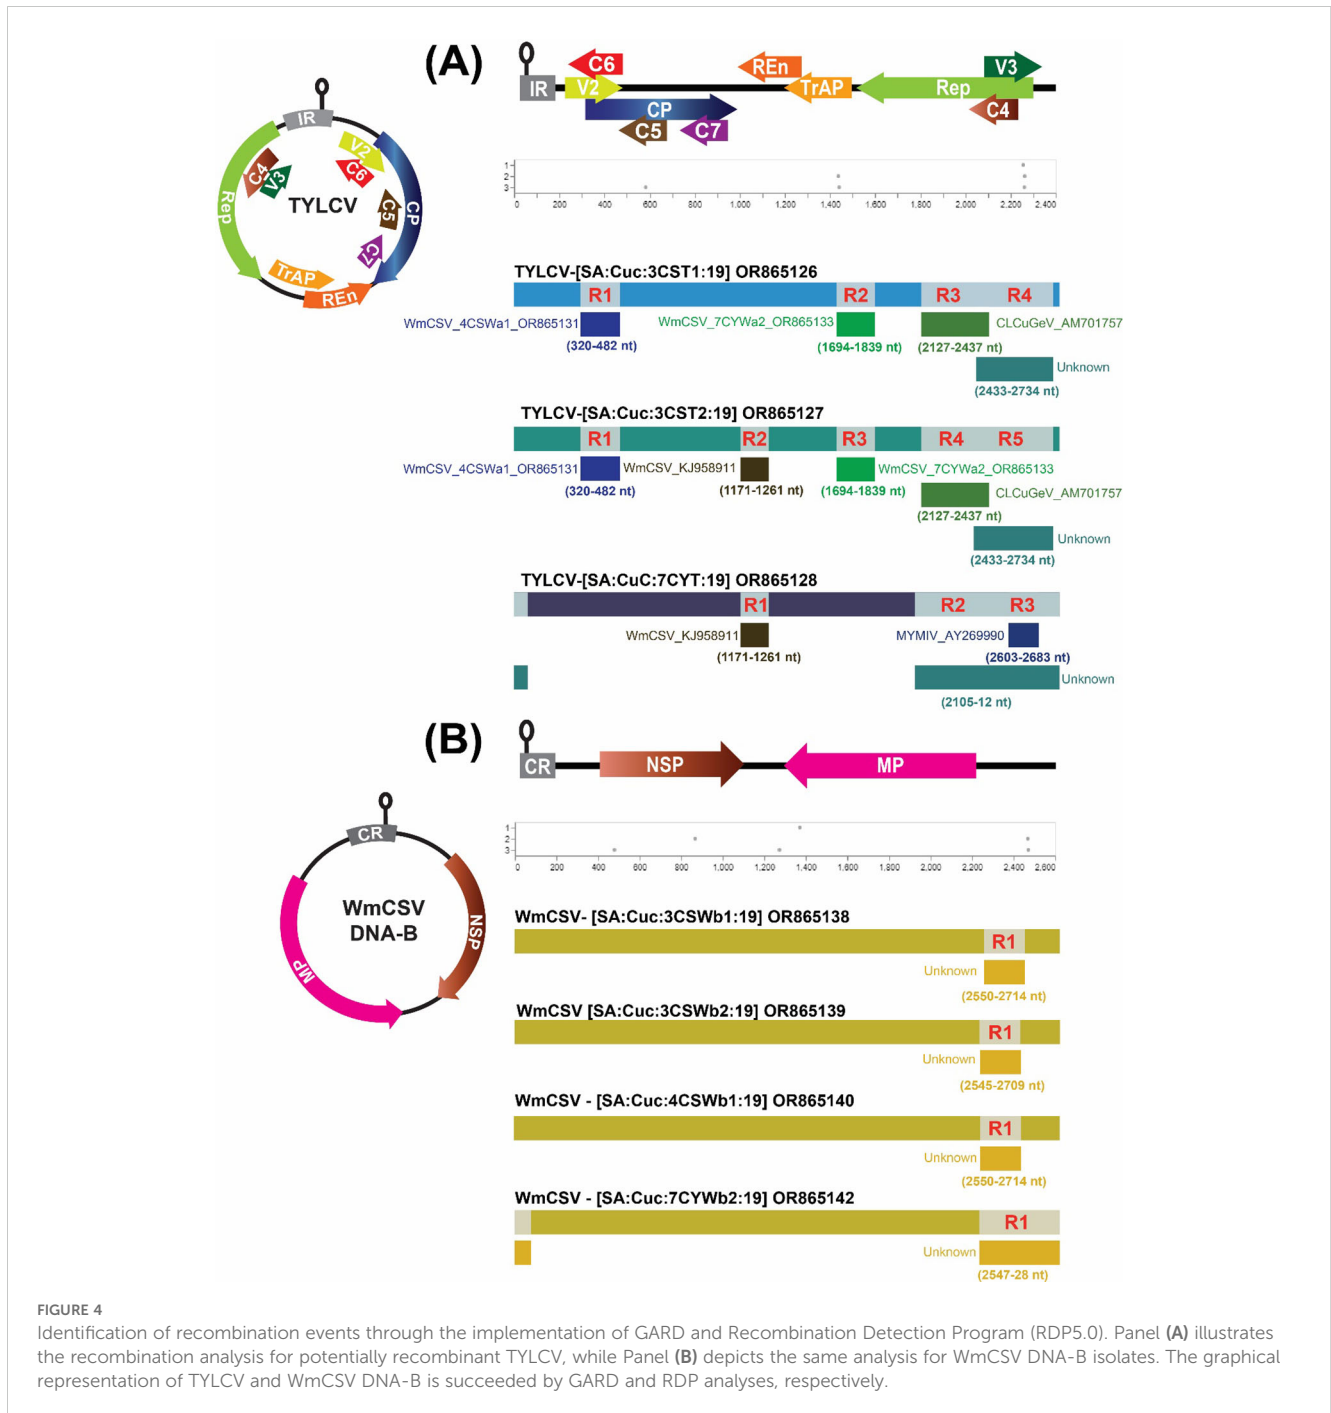 (A)
C6
REn
V3
IR
V2
TrAP
Rep
CP
C4
C5
C7
IR
V2
C6
C4
V3
Rep
TYLCV
C5
CP
C7
TrAP
REn
1
2
3
0 200 400 600 800 1,000 1,200 1,400 1,600 1,800 2,000 2,200 2,400
TYLCV-[SA:Cuc:3CST1:19] OR865126
R1 R2 R3 R4
WmCSV_4CSWa1_OR865131 WmCSV_7CYWa2_OR865133 CLCuGeV_AM701757
(320-482 nt) (1694-1839 nt) (2127-2437 nt)
Unknown
(2433-2734 nt)
TYLCV-[SA:Cuc:3CST2:19] OR865127
R1 R2 R3 R4 R5
WmCSV_4CSWa1_OR865131 WmCSV_KJ958911 WmCSV_7CYWa2_OR865133
(320-482 nt) (1171-1261 nt) (1694-1839 nt)
CLCuGeV_AM701757
(2127-2437 nt)
Unknown
(2433-2734 nt)
TYLCV-[SA:CuC:7CYT:19] OR865128
R1 R2 R3
WmCSV_KJ958911 MYMIV_AY269990
(1171-1261 nt) (2603-2683 nt)
Unknown
(2105-12 nt)
(B)
CR NSP MP
CR
WmCSV
DNA-B
NSP
MP
1
2
3
0 200 400 600 800 1,000 1,200 1,400 1,600 1,800 2,000 2,200 2,400 2,600
WmCSV- [SA:Cuc:3CSWb1:19] OR865138
R1
Unknown
(2550-2714 nt)
WmCSV [SA:Cuc:3CSWb2:19] OR865139
R1
Unknown
(2545-2709 nt)
WmCSV - [SA:Cuc:4CSWb1:19] OR865140
R1
Unknown
(2550-2714 nt)
WmCSV - [SA:Cuc:7CYWb2:19] OR865142
R1
Unknown
(2547-28 nt)
FIGURE 4
Identification of recombination events through the implementation of GARD and Recombination Detection Program (RDP5.0). Panel (A) illustrates
the recombination analysis for potentially recombinant TYLCV, while Panel (B) depicts the same analysis for WmCSV DNA-B isolates. The graphical
representation of TYLCV and WmCSV DNA-B is succeeded by GARD and RDP analyses, respectively.